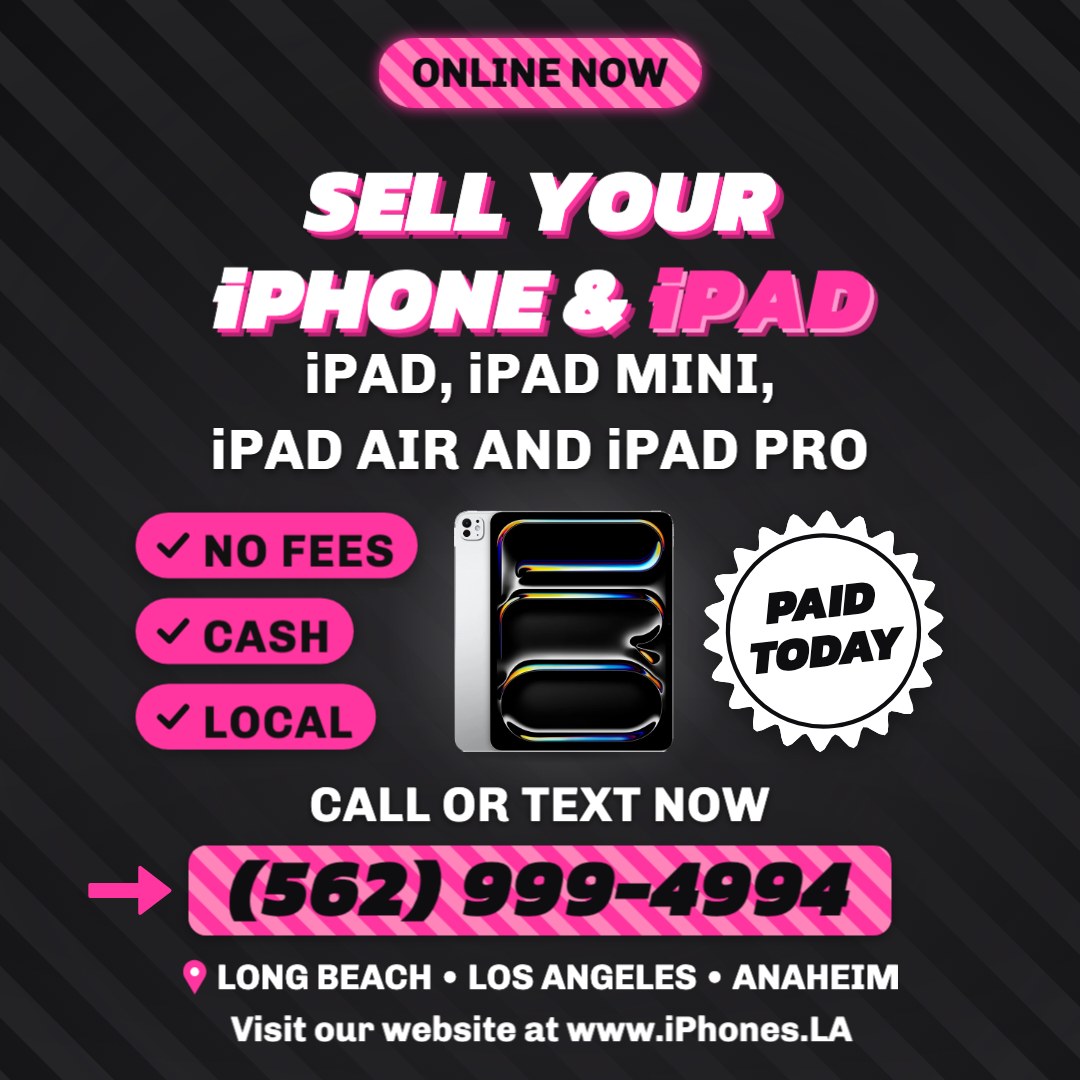 ONLINE NOW
SELL YOUR
iPHONE & iPAD
iPAD, iPAD MINI,
iPAD AIR AND iPAD PRO
NO FEES
CASH
LOCAL
PAID
TODAY
CALL OR TEXT NOW
(562) 999-4994
LONG BEACH • LOS ANGELES • ANAHEIM
Visit our website at www.iPhones.LA